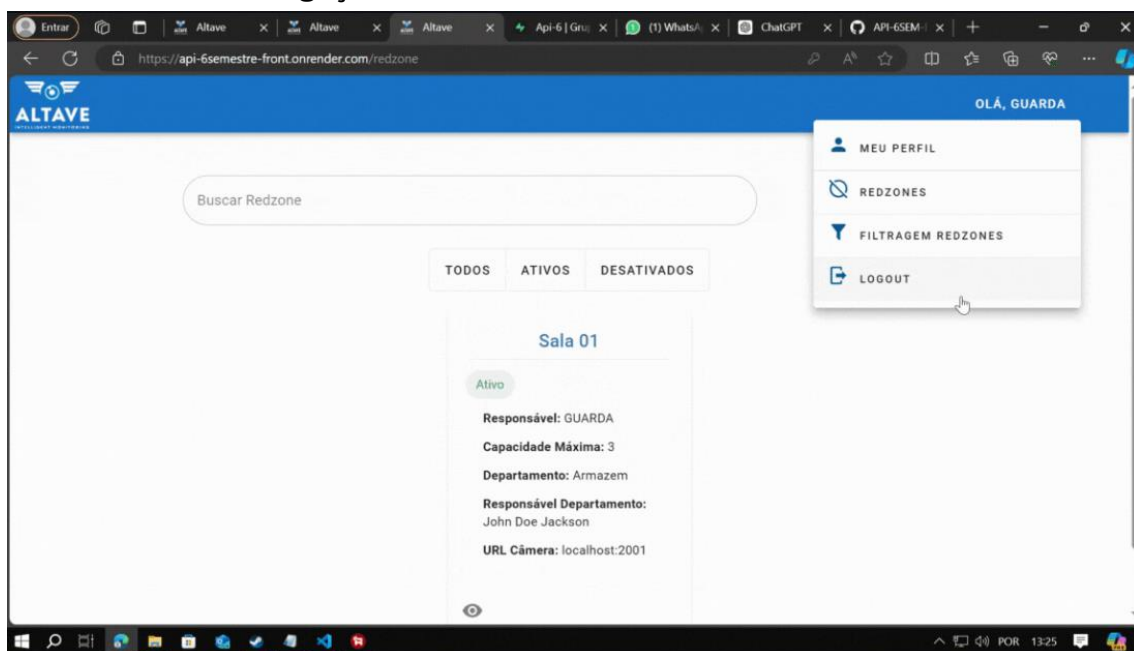 Entrar
Altave
Altave
Altave
Api-6 | Gru
(1) WhatsA
ChatGPT
API-6SEM-
https://api-6semestre-front.onrender.com/redzone
ALTAVE
INTELLIGENT MONITORING
OLÁ, GUARDA
MEU PERFIL
REDZONES
FILTRAGEM REDZONES
LOGOUT
Buscar Redzone
TODOS ATIVOS DESATIVADOS
Sala 01
Ativo
Responsável: GUARDA
Capacidade Máxima: 3
Departamento: Armazem
Responsável Departamento:
John Doe Jackson
URL Câmera: localhost:2001
POR 13:25